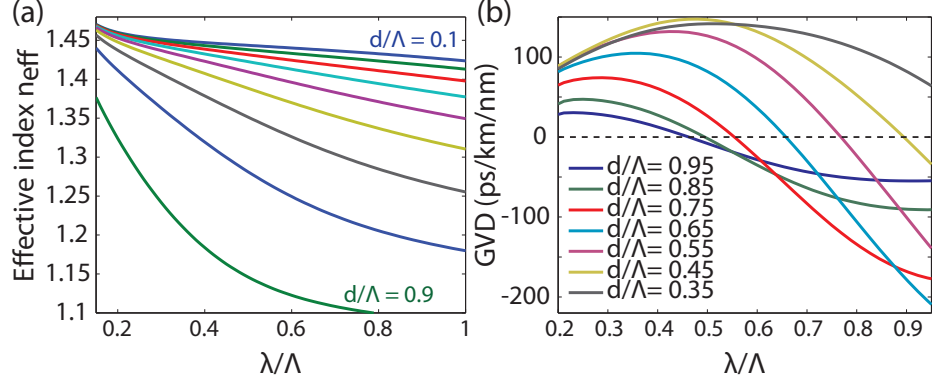 (a)
Effective index neff
1.45
1.4
1.35
1.3
1.25
1.2
1.15
1.1
d/Λ = 0.1
d/Λ = 0.9
0.2
0.4
0.6
0.8
1
λ/Λ
(b)
GVD (ps/km/nm)
100
0
-100
-200
d/Λ= 0.95
d/Λ= 0.85
d/Λ= 0.75
d/Λ= 0.65
d/Λ= 0.55
d/Λ= 0.45
d/Λ= 0.35
0.2
0.3
0.4
0.5
0.6
0.7
0.8
0.9
λ/Λ